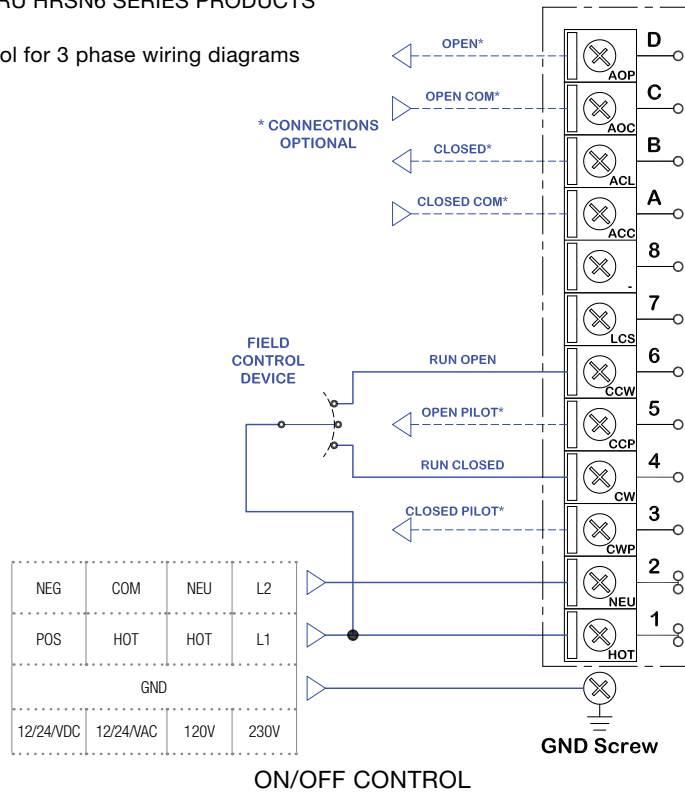 RU HRSN6 SERIES PRODUCTS
ol for 3 phase wiring diagrams
* CONNECTIONS
OPTIONAL
OPEN*
D
AOP
OPEN COM*
C
AOC
CLOSED*
B
ACL
CLOSED COM*
A
ACC
8
-
7
LCS
FIELD
CONTROL
DEVICE
RUN OPEN
6
CCW
OPEN PILOT*
5
CCP
RUN CLOSED
4
CW
CLOSED PILOT*
3
CWP
NEG COM NEU L2
2
NEU
POS HOT HOT L1
1
HOT
GND
12/24/VDC 12/24/VAC 120V 230V
GND Screw
ON/OFF CONTROL